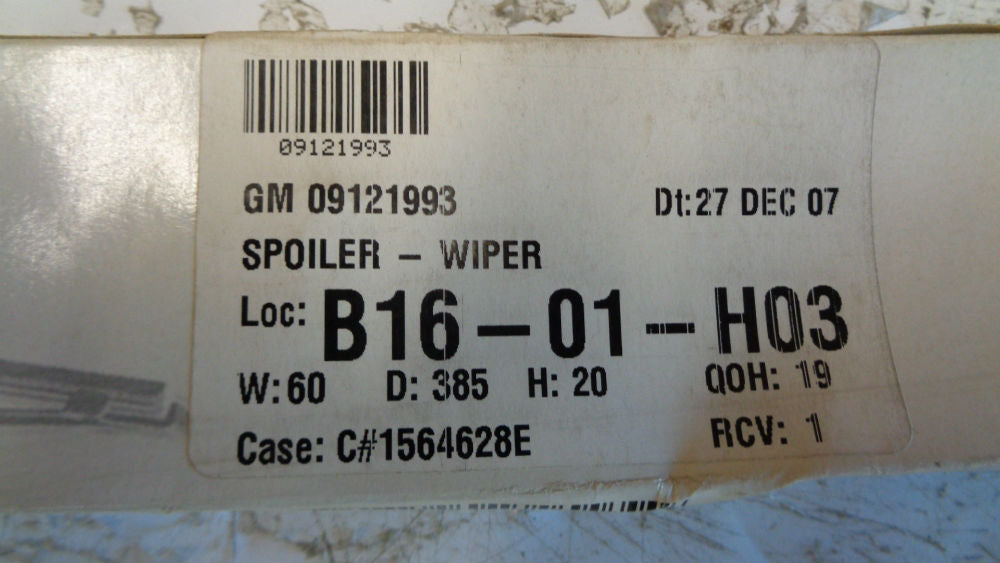 09121993
GM 09121993 Dt:27 DEC 07
SPOILER – WIPER
Loc: B16–01–H03
W:60 D: 385 H: 20 QOH: 19
Case: C#1564628E RCV: 1